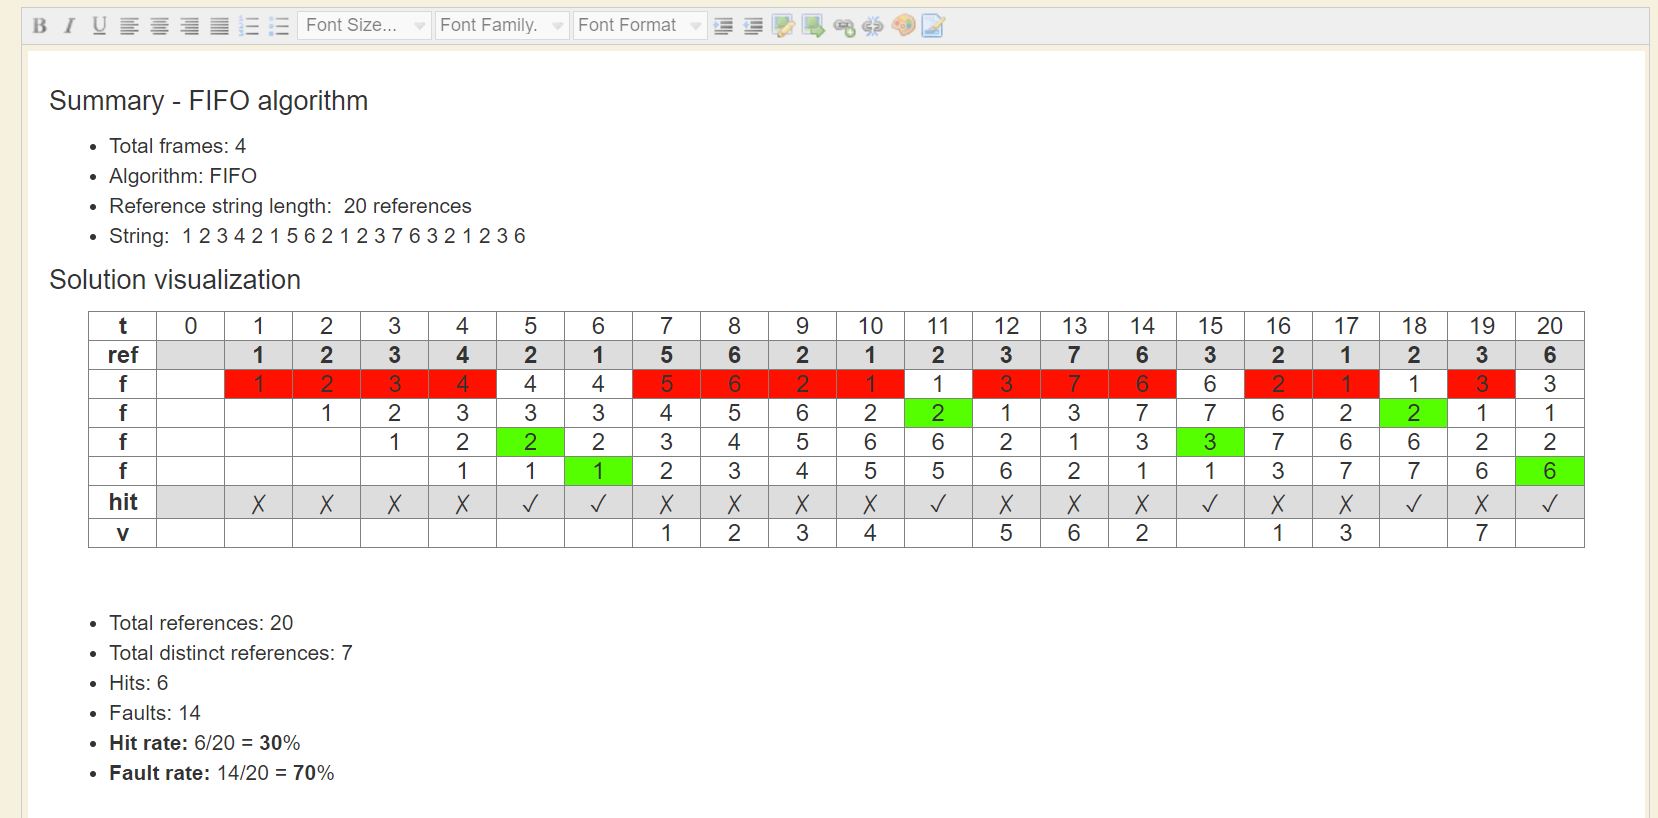 B I U Font Size... Font Family. Font Format
Summary - FIFO algorithm
• Total frames: 4
• Algorithm: FIFO
• Reference string length: 20 references
• String: 1 2 3 4 2 1 5 6 2 1 2 3 7 6 3 2 1 2 3 6
Solution visualization
t 0 1 2 3 4 5 6 7 8 9 10 11 12 13 14 15 16 17 18 19 20
ref 1 2 3 4 2 1 5 6 2 1 2 3 7 6 3 2 1 2 3 6
f 1 2 3 4 4 4 5 6 2 1 1 3 7 6 6 2 1 1 3 3
f 1 2 3 3 3 4 5 6 2 2 1 3 7 7 6 2 2 1 1
f 1 2 2 2 3 4 5 6 6 2 1 3 3 7 6 6 2 2
f 1 1 1 2 3 4 5 5 6 2 1 1 3 7 7 6 6
hit ✗ ✗ ✗ ✗ ✓ ✓ ✗ ✗ ✗ ✗ ✓ ✗ ✗ ✗ ✓ ✗ ✗ ✓ ✗ ✓
v 1 2 3 4 5 6 2 1 3 7
• Total references: 20
• Total distinct references: 7
• Hits: 6
• Faults: 14
• Hit rate: 6/20 = 30%
• Fault rate: 14/20 = 70%